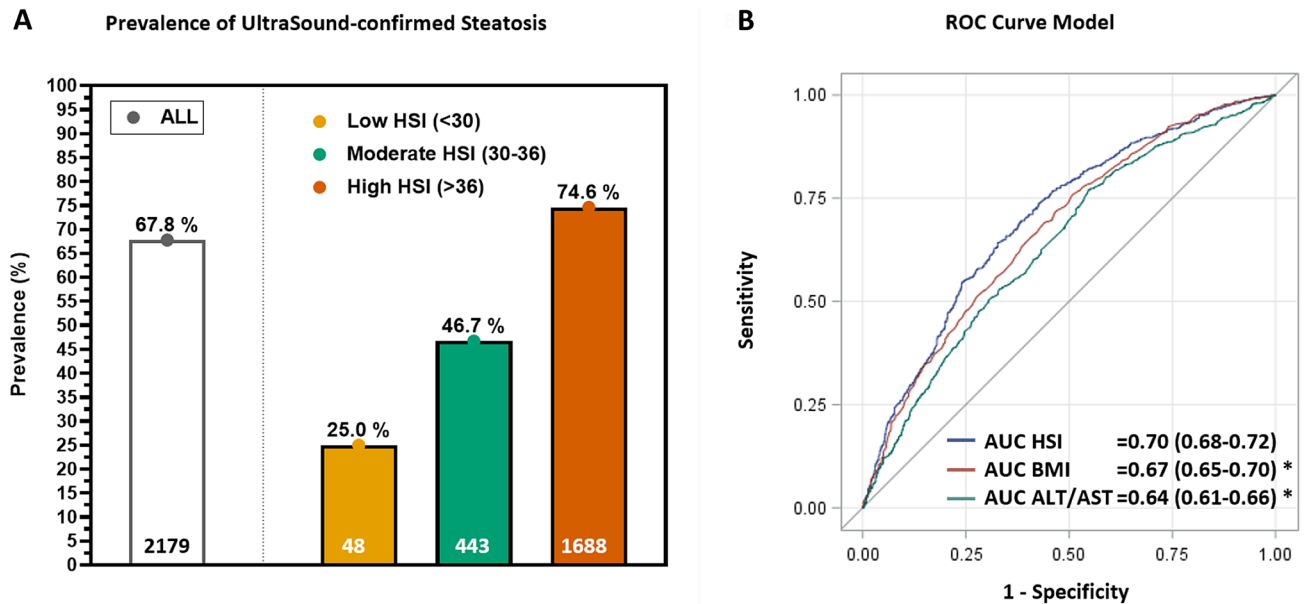 A
Prevalence of UltraSound-confirmed Steatosis
Prevalence (%)
100
95
90
85
80
75
70
65
60
55
50
45
40
35
30
25
20
15
10
5
0
ALL
Low HSI (<30)
Moderate HSI (30-36)
High HSI (>36)
67.8 %
25.0 %
46.7 %
74.6 %
2179
48
443
1688
B
ROC Curve Model
Sensitivity
1.00
0.75
0.50
0.25
0.00
AUC HSI =0.70 (0.68-0.72)
AUC BMI =0.67 (0.65-0.70) *
AUC ALT/AST =0.64 (0.61-0.66) *
0.00 0.25 0.50 0.75 1.00
1 - Specificity